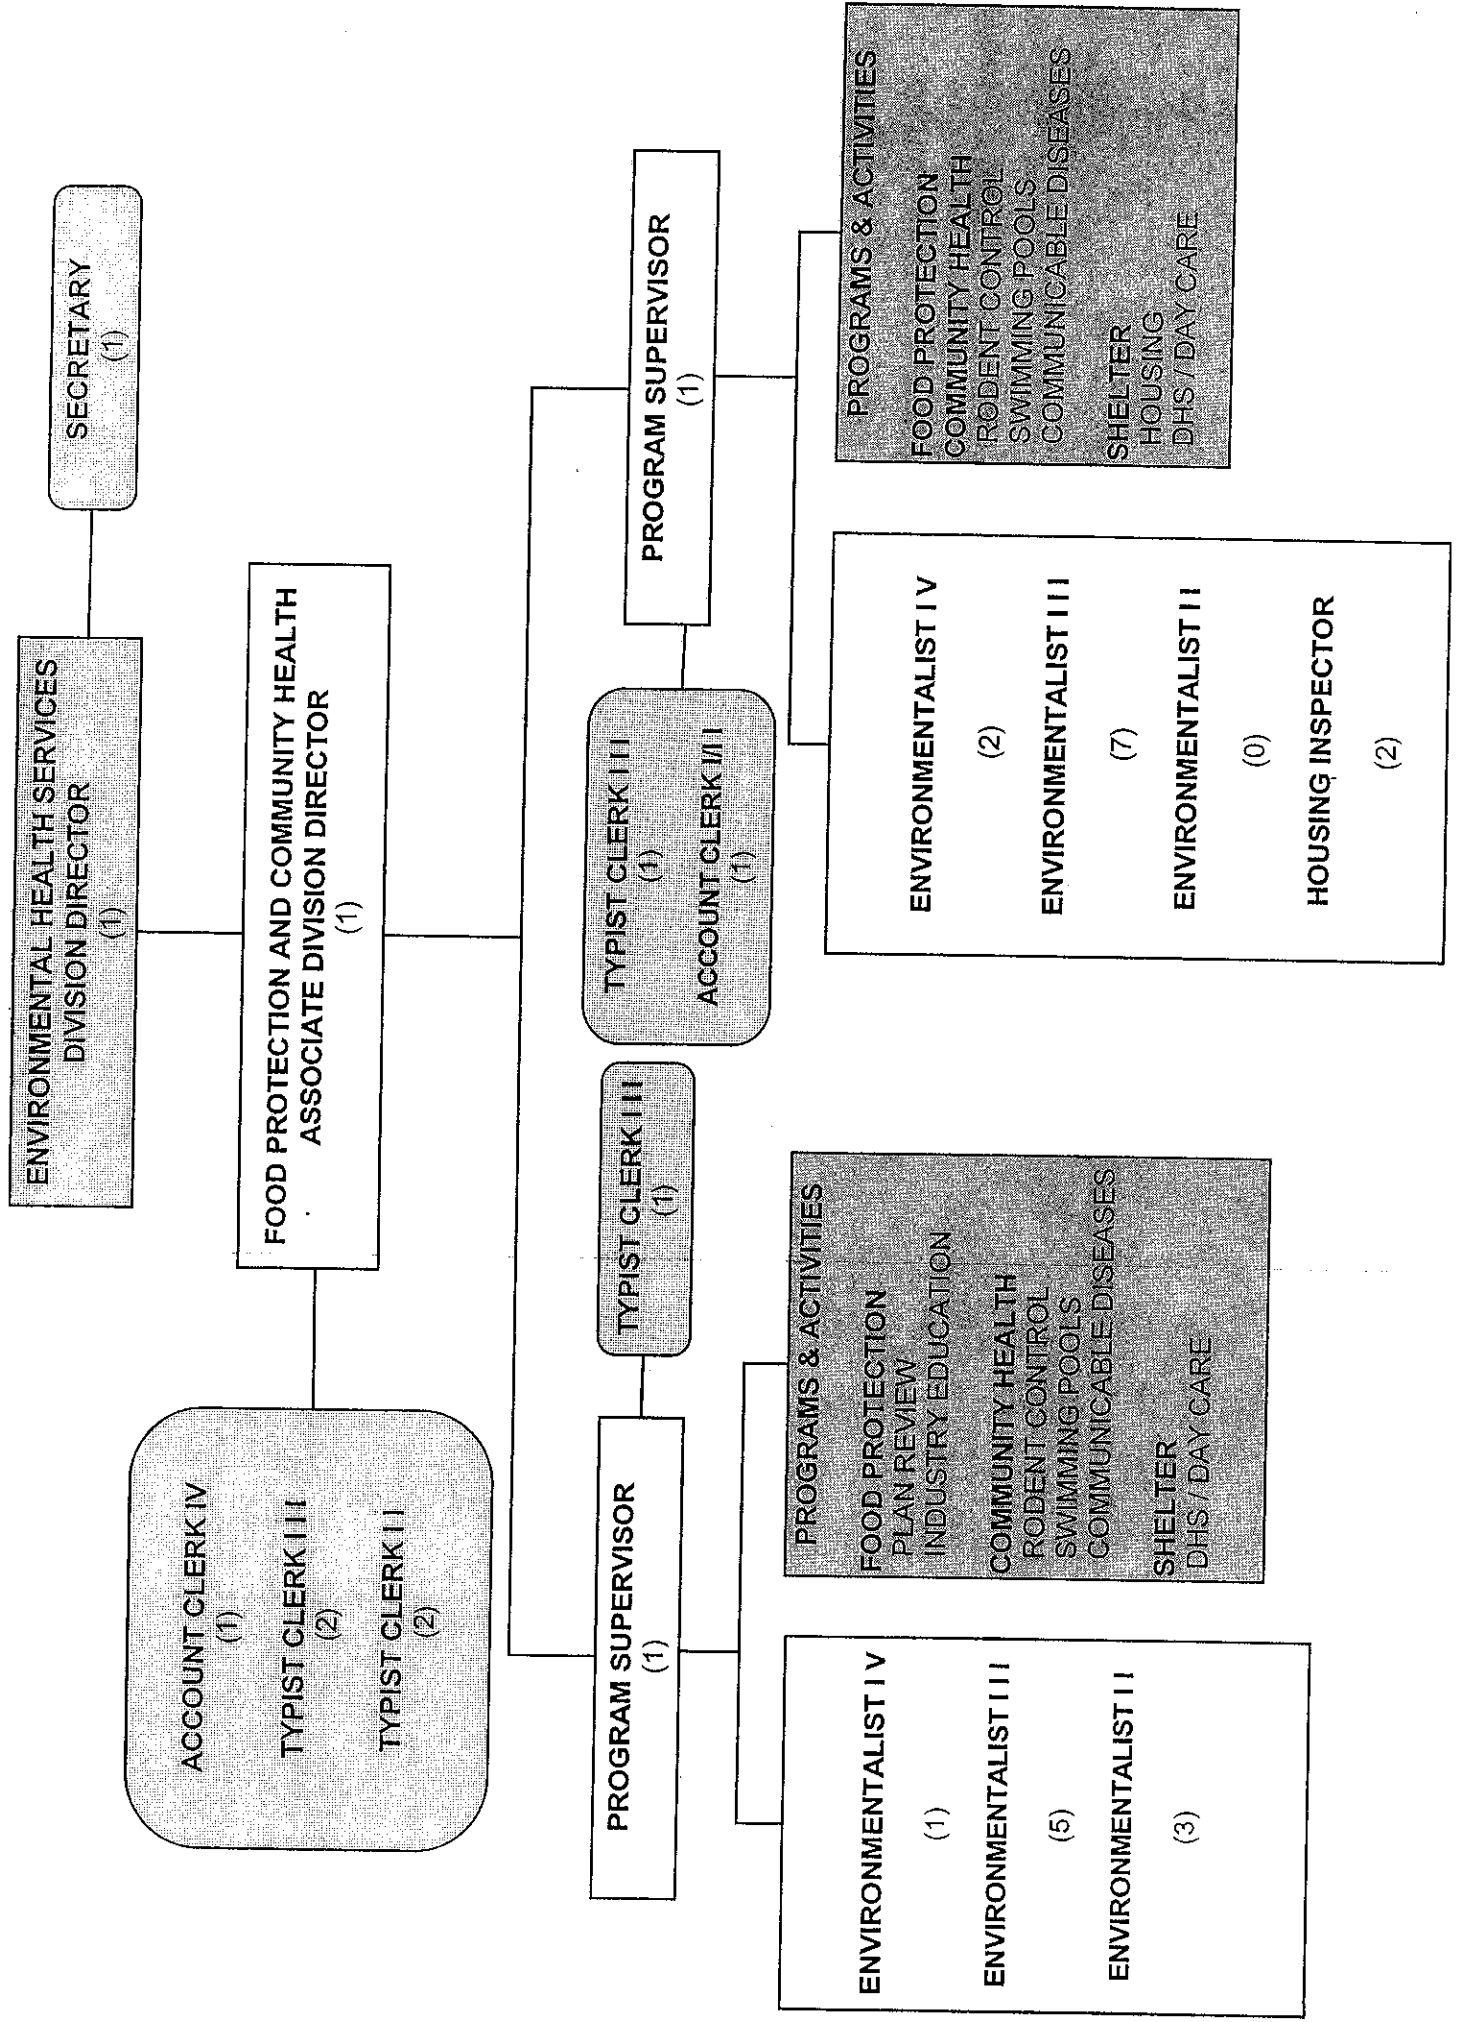 ENVIRONMENTAL HEALTH SERVICES
DIVISION DIRECTOR
(1)
SECRETARY
(1)
FOOD PROTECTION AND COMMUNITY HEALTH
ASSOCIATE DIVISION DIRECTOR
(1)
ACCOUNT CLERK IV
(1)
TYPIST CLERK I I I
(2)
TYPIST CLERK I I
(2)
PROGRAM SUPERVISOR
(1)
TYPIST CLERK I I I
(1)
TYPIST CLERK I I I
(1)
ACCOUNT CLERK I/I I
(1)
PROGRAM SUPERVISOR
(1)
ENVIRONMENTALIST I V
(1)
ENVIRONMENTALIST I I I
(5)
ENVIRONMENTALIST I I
(3)
PROGRAMS & ACTIVITIES
FOOD PROTECTION
PLAN REVIEW
INDUSTRY EDUCATION
COMMUNITY HEALTH
RODENT CONTROL
SWIMMING POOLS
COMMUNICABLE DISEASES
SHELTER
DHS / DAY CARE
ENVIRONMENTALIST I V
(2)
ENVIRONMENTALIST I I I
(7)
ENVIRONMENTALIST I I
(0)
HOUSING INSPECTOR
(2)
PROGRAMS & ACTIVITIES
FOOD PROTECTION
COMMUNITY HEALTH
RODENT CONTROL
SWIMMING POOLS
COMMUNICABLE DISEASES
SHELTER
HOUSING
DHS / DAY CARE